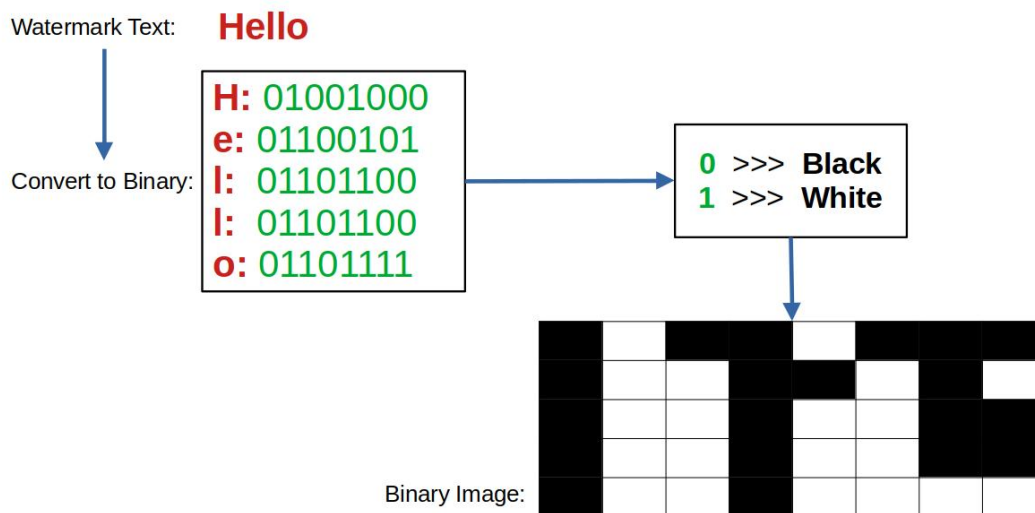 Watermark Text: Hello
H: 01001000
e: 01100101
Convert to Binary: l: 01101100
l: 01101100
o: 01101111
0 >>> Black
1 >>> White
Binary Image: